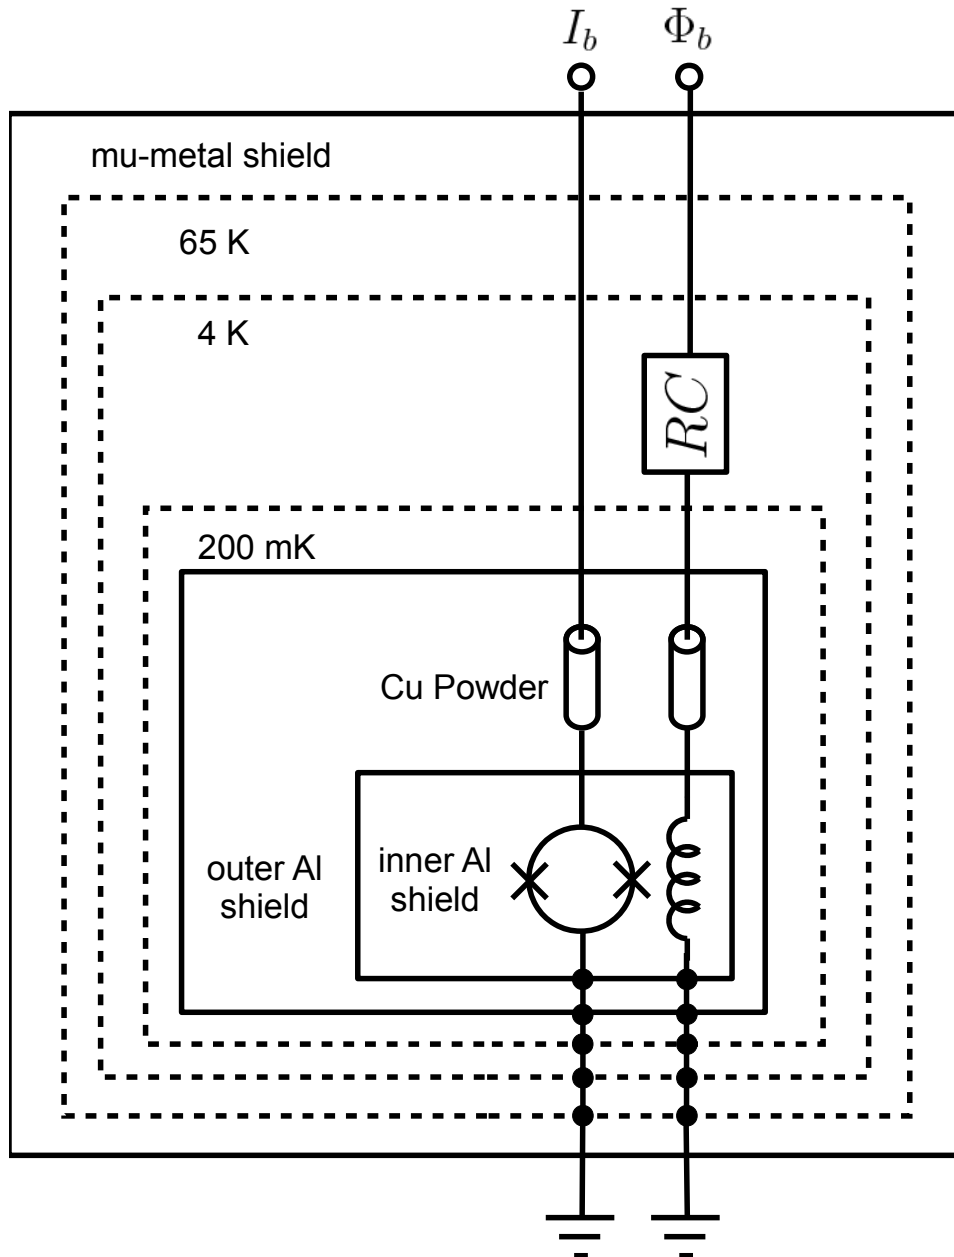 I_b Φ_b
mu-metal shield
65 K
4 K
RC
200 mK
Cu Powder
outer Al
shield
inner Al
shield